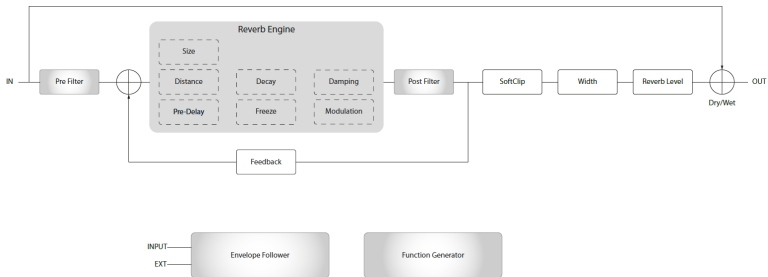 Reverb Engine
Size
IN
Pre Filter
Distance
Decay
Damping
Post Filter
SoftClip
Width
Reverb Level
OUT
Dry/Wet
Pre-Delay
Freeze
Modulation
Feedback
INPUT
EXT
Envelope Follower
Function Generator